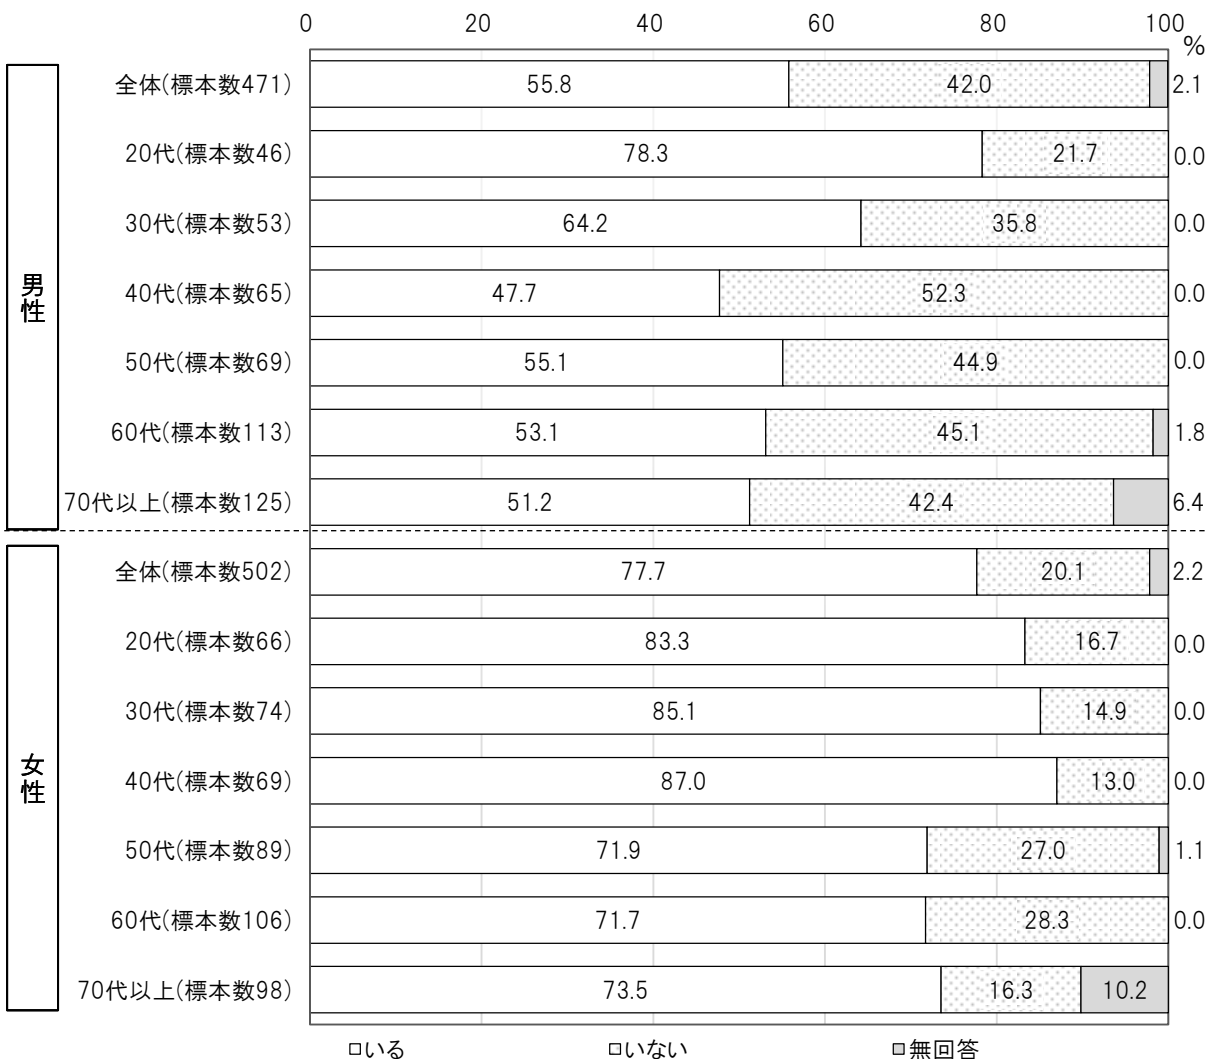 0 20 40 60 80 100
%
男性
全体(標本数471) 55.8 42.0 2.1
20代(標本数46) 78.3 21.7 0.0
30代(標本数53) 64.2 35.8 0.0
40代(標本数65) 47.7 52.3 0.0
50代(標本数69) 55.1 44.9 0.0
60代(標本数113) 53.1 45.1 1.8
70代以上(標本数125) 51.2 42.4 6.4
女性
全体(標本数502) 77.7 20.1 2.2
20代(標本数66) 83.3 16.7 0.0
30代(標本数74) 85.1 14.9 0.0
40代(標本数69) 87.0 13.0 0.0
50代(標本数89) 71.9 27.0 1.1
60代(標本数106) 71.7 28.3 0.0
70代以上(標本数98) 73.5 16.3 10.2
いる いない 無回答